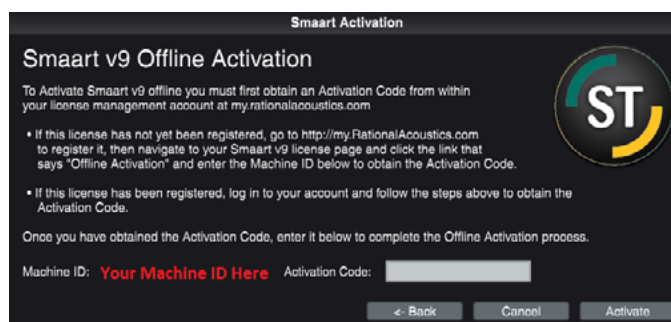 Smaart Activation
Smaart v9 Offline Activation
To Activate Smaart v9 offline you must first obtain an Activation Code from within
your license management account at my.rationalacoustics.com
ST
• If this license has not yet been registered, go to http://my.RationalAcoustics.com
to register it, then navigate to your Smaart v9 license page and click the link that
says "Offline Activation" and enter the Machine ID below to obtain the Activation Code.
• If this license has been registered, log in to your account and follow the steps above to obtain the
Activation Code.
Once you have obtained the Activation Code, enter it below to complete the Offline Activation process.
Machine ID: Your Machine ID Here Activation Code:
<- Back Cancel Activate